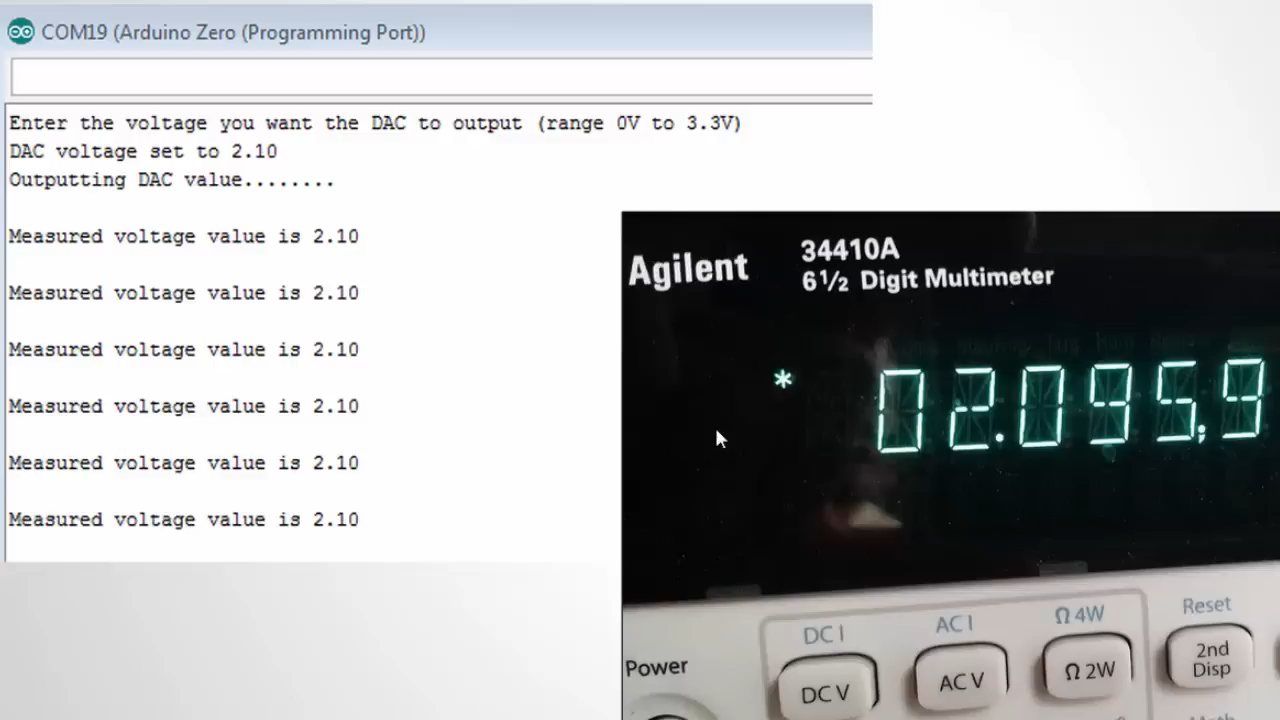 COM19 (Arduino Zero (Programming Port))
Enter the voltage you want the DAC to output (range 0V to 3.3V)
DAC voltage set to 2.10
Outputting DAC value........
Measured voltage value is 2.10
Measured voltage value is 2.10
Measured voltage value is 2.10
Measured voltage value is 2.10
Measured voltage value is 2.10
Measured voltage value is 2.10
Agilent
34410A
6½ Digit Multimeter
* 02.095,9
DC I
AC I
Ω 4W
Reset
Power
DC V
AC V
Ω 2W
2nd
Disp